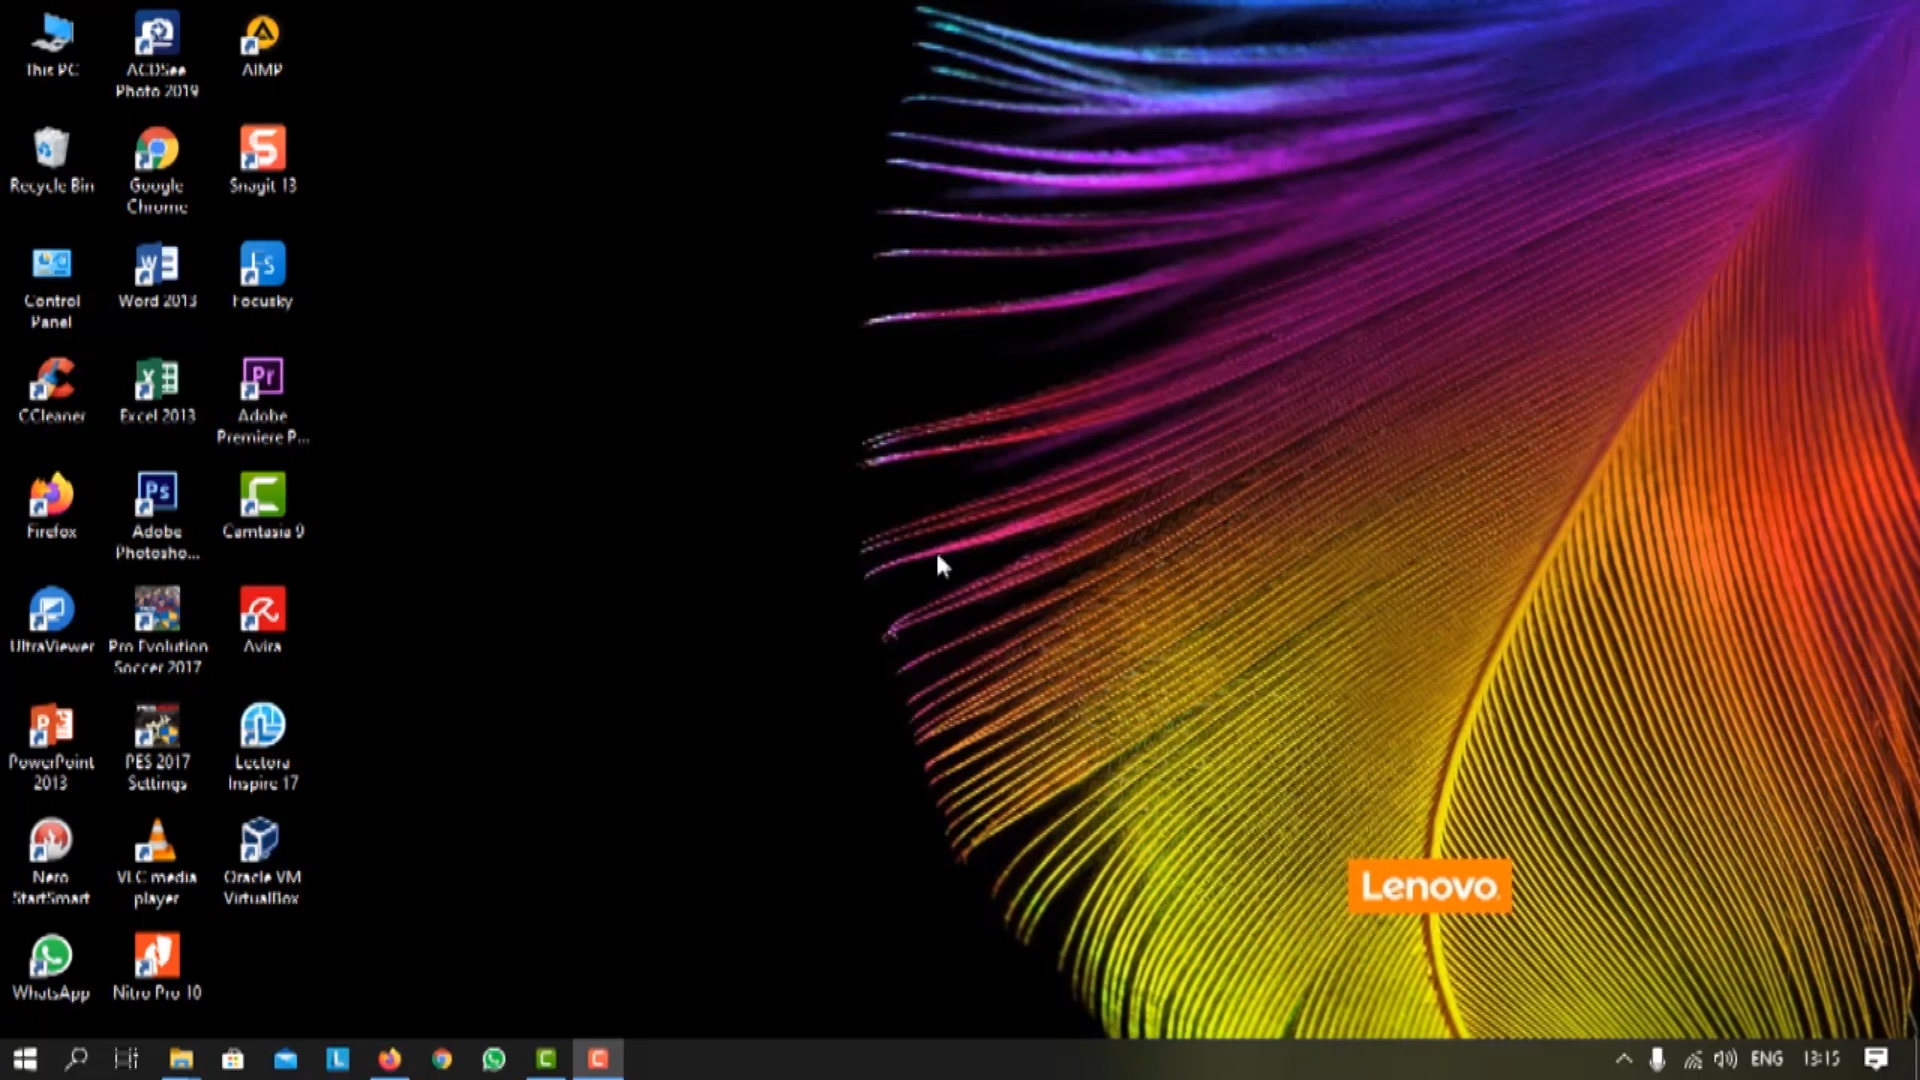 This PC
ACDSee
Photo 2019
AIMP
Recycle Bin
Google
Chrome
Snagit 13
Control
Panel
Word 2013
Focusky
CCleaner
Excel 2013
Adobe
Premiere P...
Firefox
Adobe
Photosho...
Camtasia 9
UltraViewer
Pro Evolution
Soccer 2017
Avira
PowerPoint
2013
PES 2017
Settings
Lectora
Inspire 17
Nero
StartSmart
VLC media
player
Oracle VM
VirtualBox
WhatsApp
Nitro Pro 10
Lenovo
ENG
13:15